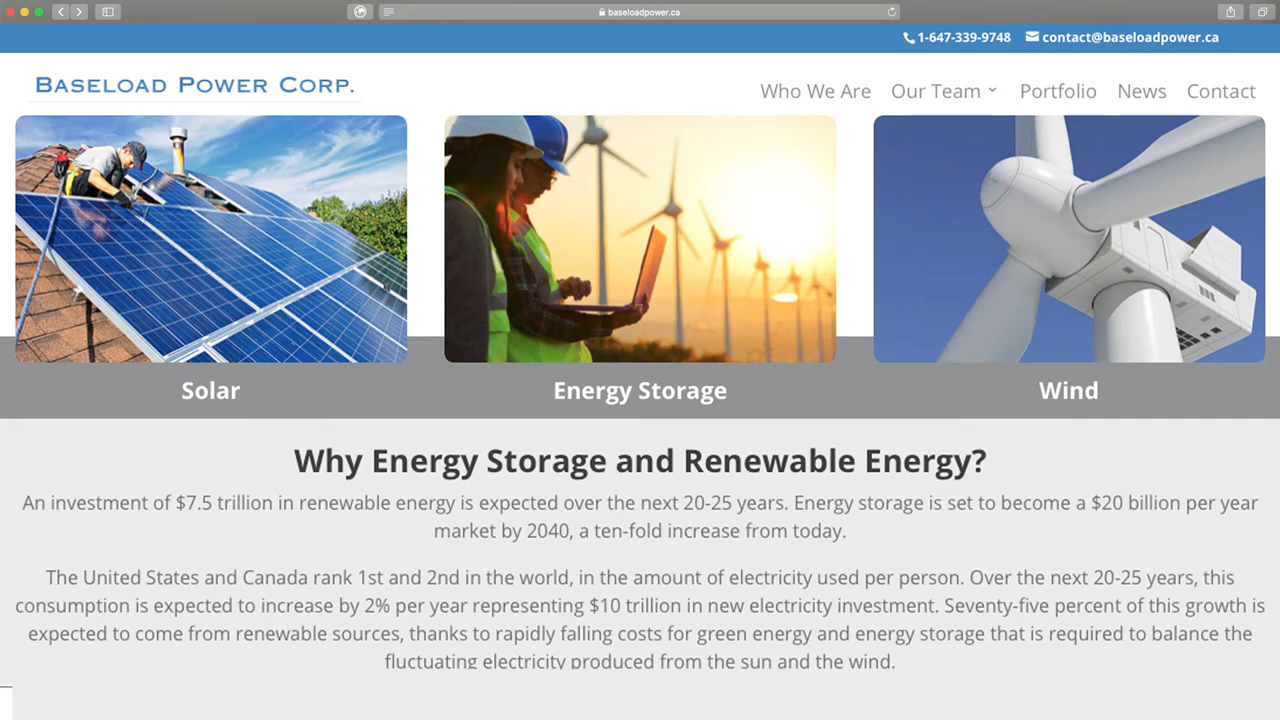 baseloadpower.ca
1-647-339-9748 contact@baseloadpower.ca
BASELOAD POWER CORP.
Who We Are Our Team Portfolio News Contact
Solar Energy Storage Wind
Why Energy Storage and Renewable Energy?
An investment of $7.5 trillion in renewable energy is expected over the next 20-25 years. Energy storage is set to become a $20 billion per year
market by 2040, a ten-fold increase from today.
The United States and Canada rank 1st and 2nd in the world, in the amount of electricity used per person. Over the next 20-25 years, this
consumption is expected to increase by 2% per year representing $10 trillion in new electricity investment. Seventy-five percent of this growth is
expected to come from renewable sources, thanks to rapidly falling costs for green energy and energy storage that is required to balance the
fluctuating electricity produced from the sun and the wind.